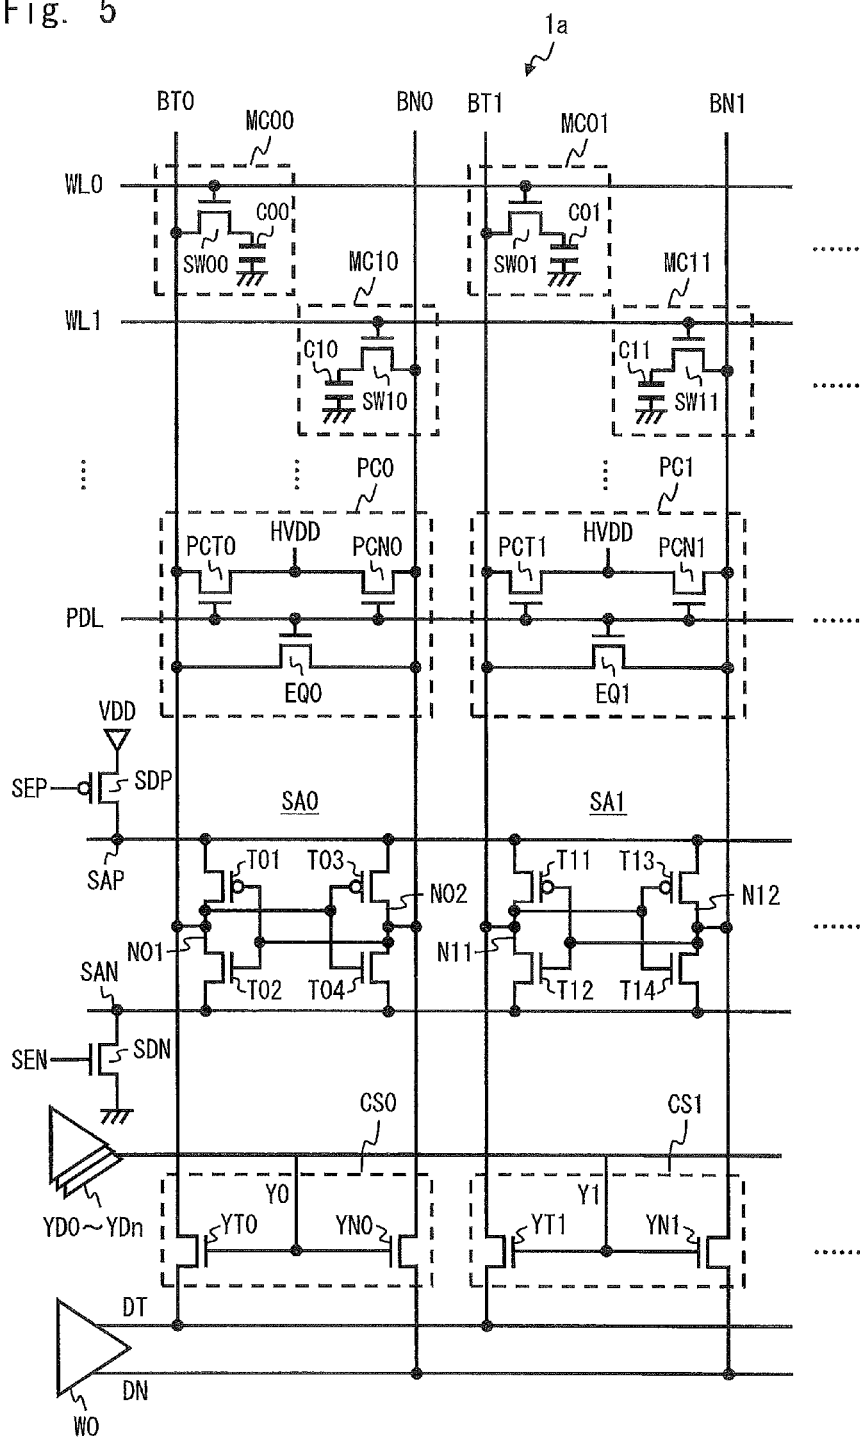 Fig. 5
1a
BT0 BN0 BT1 BN1
MC00 MC01
WL0
C00 C01
SW00 SW01
MC10 MC11
WL1
C10 C11
SW10 SW11
PC0 PC1
HVDD HVDD
PCT0 PCN0 PCT1 PCN1
PDL
EQ0 EQ1
VDD
SEP SDP
SA0 SA1
SAP
T01 T03 T11 T13
N02 N12
N01 N11
SAN
T02 T04 T12 T14
SEN SDN
CS0 CS1
Y0 Y1
YD0～YDn
YT0 YN0 YT1 YN1
DT
DN
W0